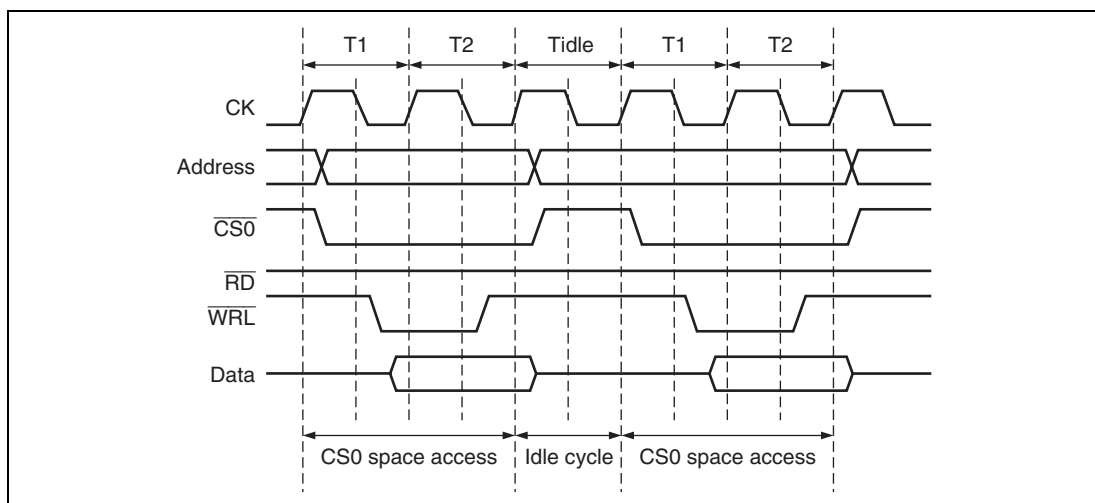 T1 T2 Tidle T1 T2
CK
Address
CS0
RD
WRL
Data
CS0 space access Idle cycle CS0 space access